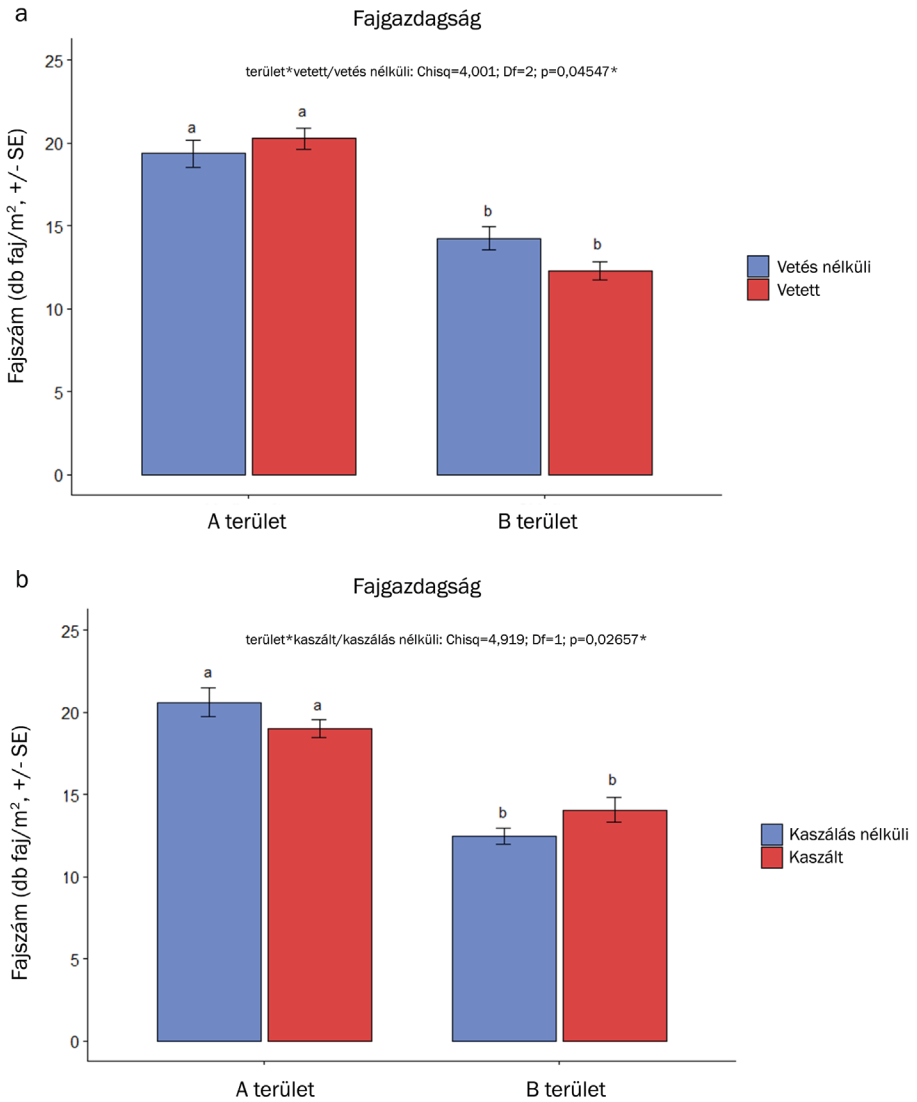 a
Fajgazdagság
terület*vetett/vetés nélküli: Chisq=4,001; Df=2; p=0,04547*
Fajszám (db faj/m², +/- SE)
25
20
15
10
5
0
a
a
b
b
A terület
B terület
Vetés nélküli
Vetett
b
Fajgazdagság
terület*kaszált/kaszálás nélküli: Chisq=4,919; Df=1; p=0,02657*
Fajszám (db faj/m², +/- SE)
25
20
15
10
5
0
a
a
b
b
A terület
B terület
Kaszálás nélküli
Kaszált